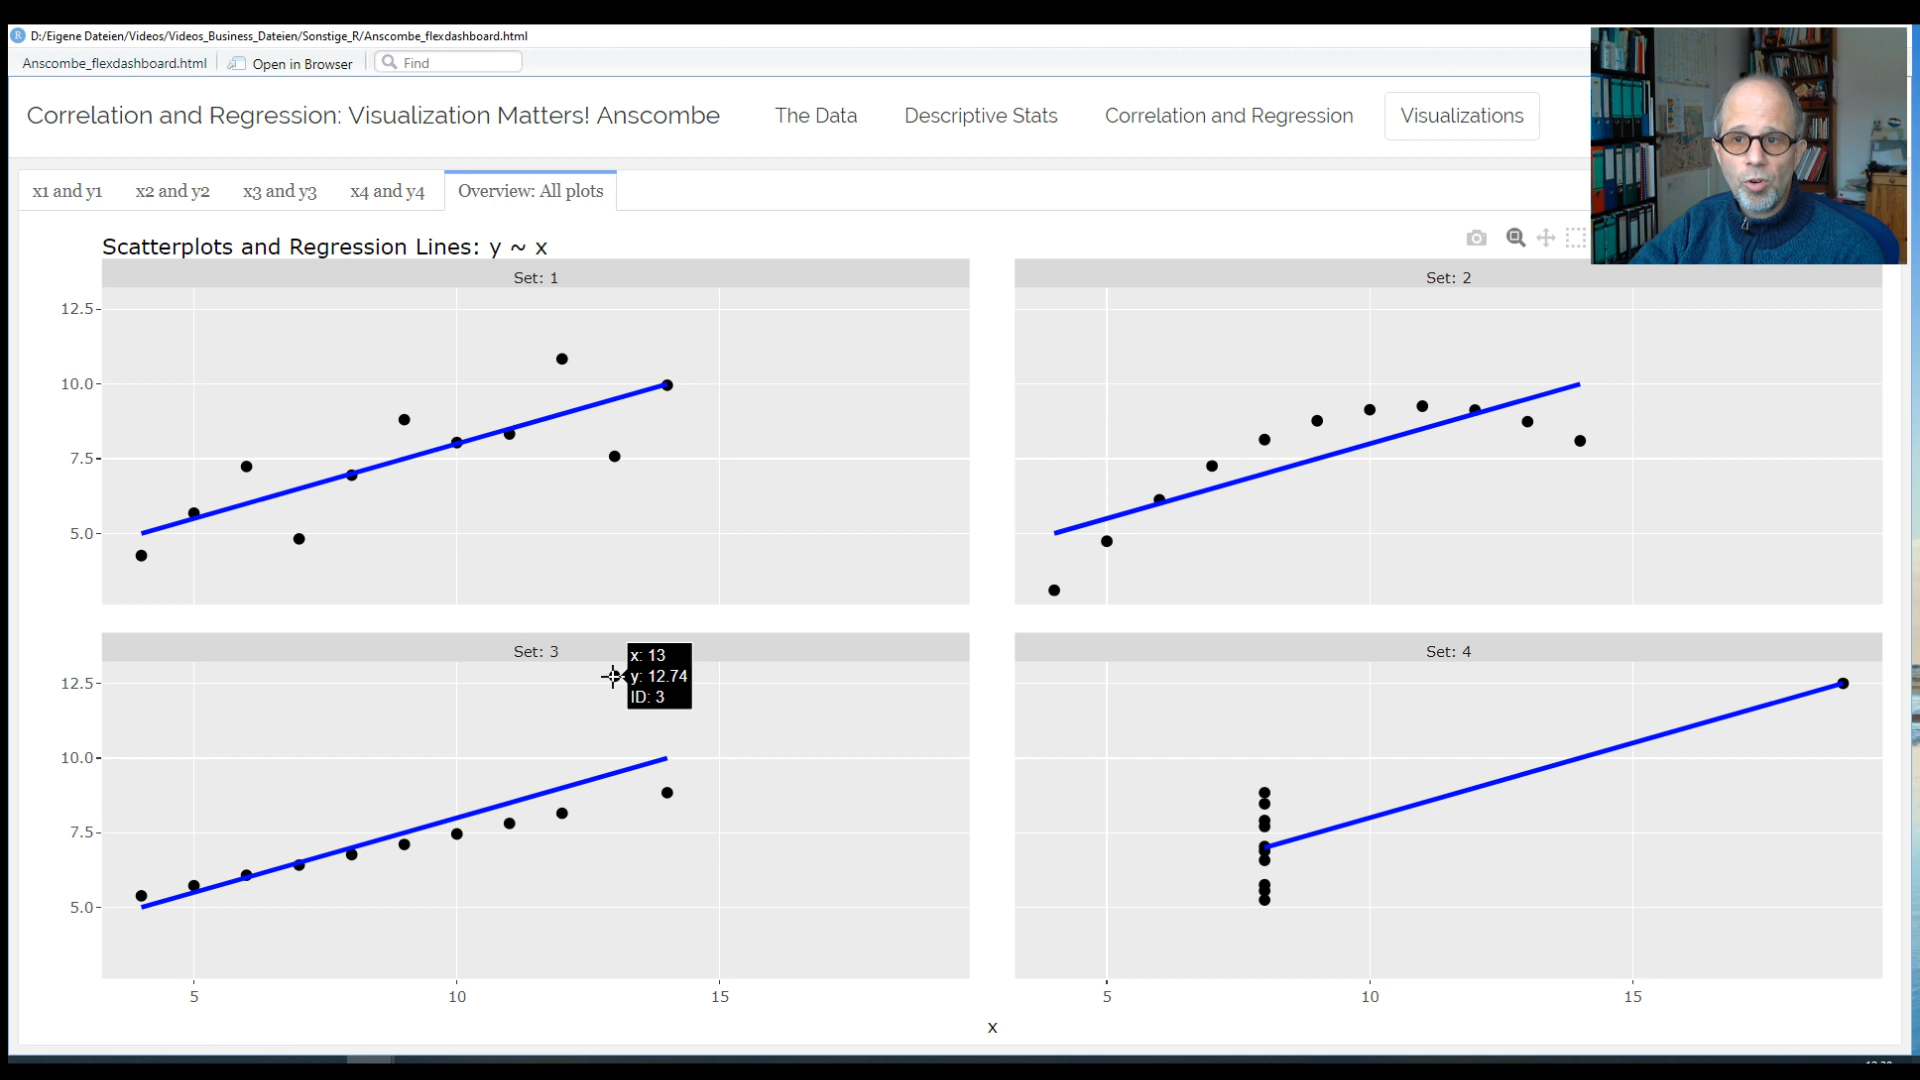 D:/Eigene Dateien/Videos/Videos_Business_Dateien/Sonstige_R/Anscombe_flexdashboard.html
Anscombe_flexdashboard.html Open in Browser Find
Correlation and Regression: Visualization Matters! Anscombe The Data Descriptive Stats Correlation and Regression Visualizations
x1 and y1 x2 and y2 x3 and y3 x4 and y4 Overview: All plots
Scatterplots and Regression Lines: y ~ x
Set: 1 Set: 2
12.5
10.0
7.5
5.0
Set: 3 Set: 4
x: 13
y: 12.74
ID: 3
12.5
10.0
7.5
5.0
5 10 15 5 10 15
x